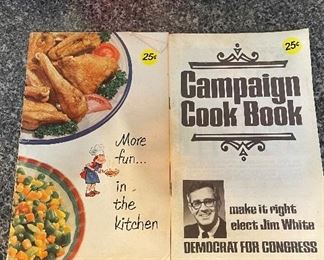 25¢
More
fun...
in
the
kitchen
25¢
Campaign
Cook Book
make it right
elect Jim White
DEMOCRAT FOR CONGRESS